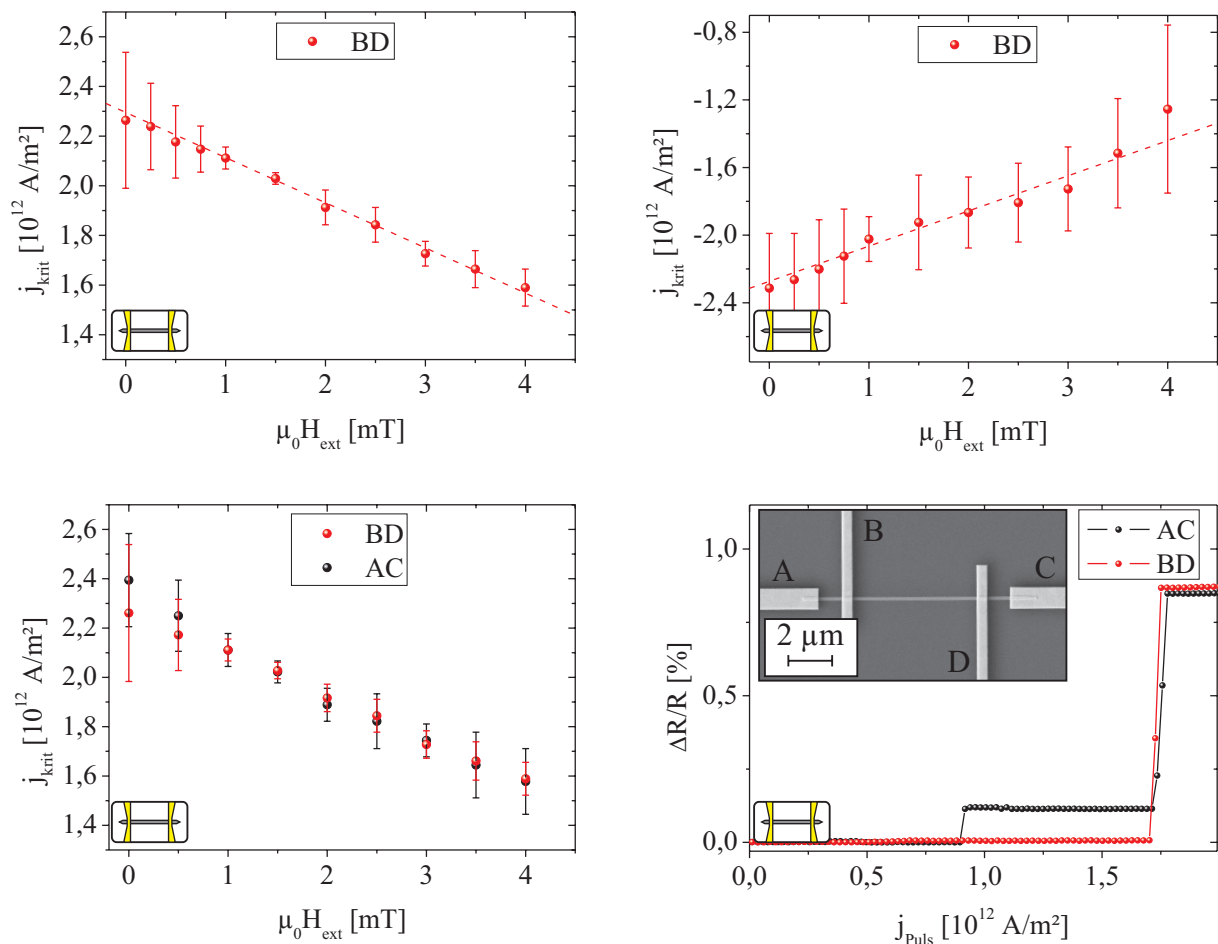 BD
2,6
2,4
2,2
2,0
1,8
1,6
1,4
j_krit [10^12 A/m²]
0 1 2 3 4
μ_0H_ext [mT]
BD
-0,8
-1,2
-1,6
-2,0
-2,4
j_krit [10^12 A/m²]
0 1 2 3 4
μ_0H_ext [mT]
BD
AC
2,6
2,4
2,2
2,0
1,8
1,6
1,4
j_krit [10^12 A/m²]
0 1 2 3 4
μ_0H_ext [mT]
AC
BD
B
A
C
D
2 µm
1,0
0,5
0,0
ΔR/R [%]
0,0 0,5 1,0 1,5
j_Puls [10^12 A/m²]